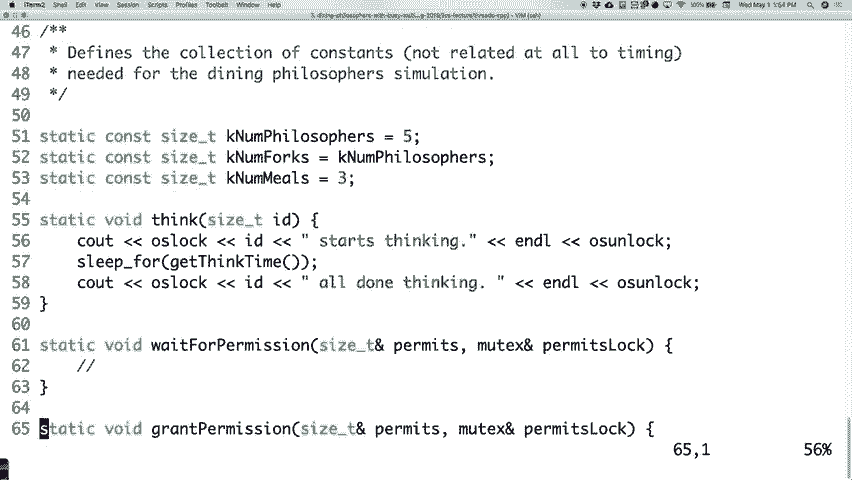 iTerm2 Shell Edit View Session Scripts Profiles Toolbelt Window Help
100% Wed May 1 1:54 PM
46 /**
47  * Defines the collection of constants (not related at all to timing)
48  * needed for the dining philosophers simulation.
49  */
50
51 static const size_t kNumPhilosophers = 5;
52 static const size_t kNumForks = kNumPhilosophers;
53 static const size_t kNumMeals = 3;
54
55 static void think(size_t id) {
56     cout << oslock << id << " starts thinking." << endl << osunlock;
57     sleep_for(getThinkTime());
58     cout << oslock << id << " all done thinking. " << endl << osunlock;
59 }
60
61 static void waitForPermission(size_t& permits, mutex& permitsLock) {
62     //
63 }
64
65 static void grantPermission(size_t& permits, mutex& permitsLock) {
65,1 56%